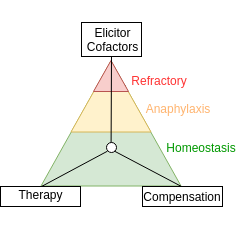 Elicitor
Cofactors
Refractory
Anaphylaxis
Homeostasis
Therapy
Compensation